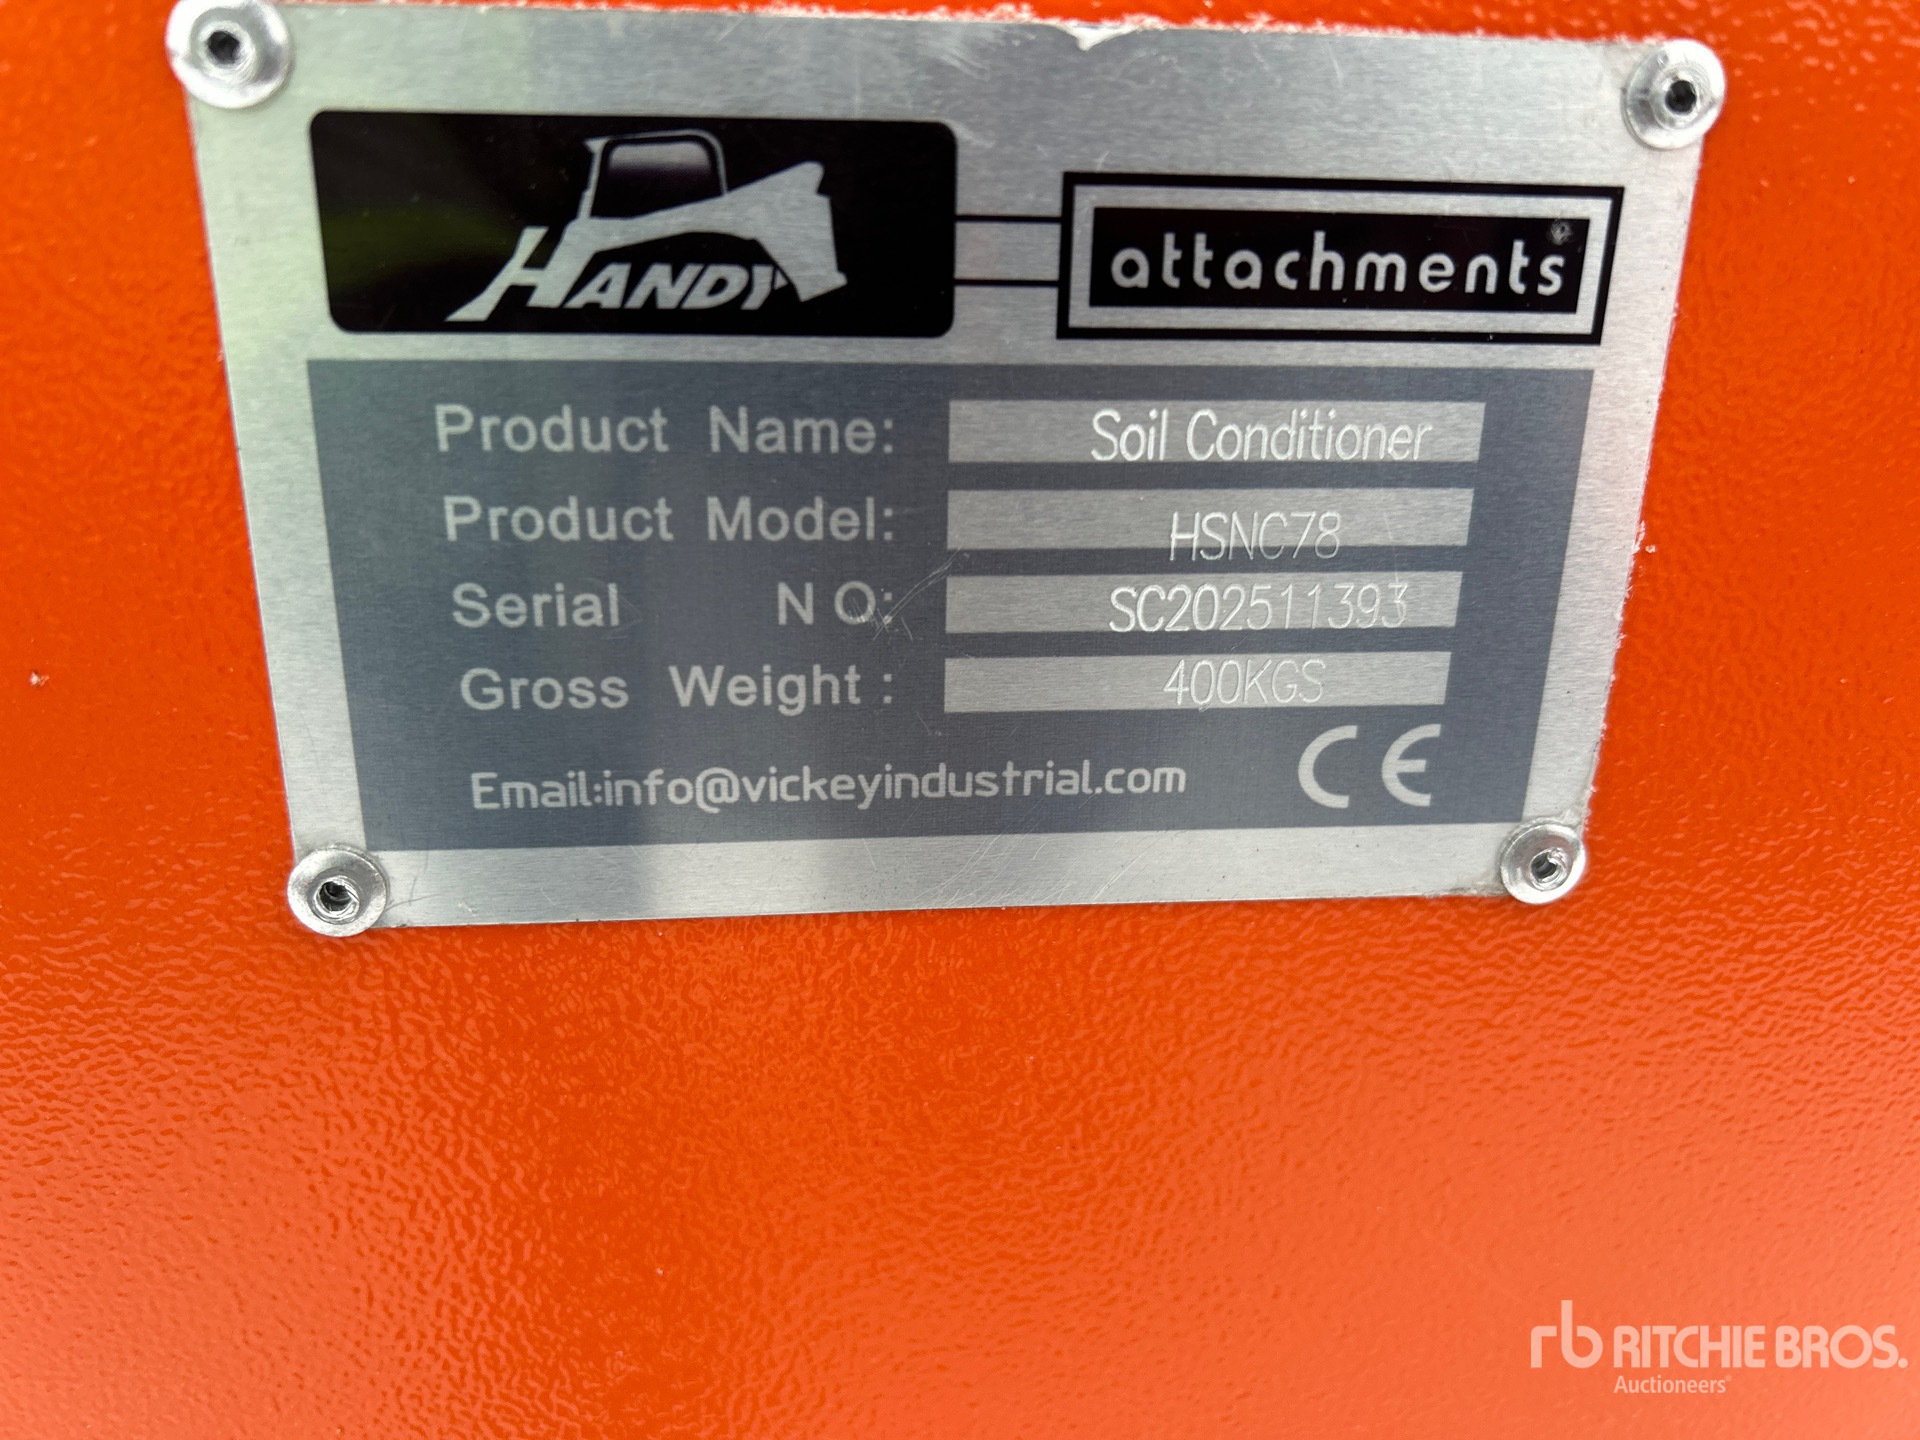 HANDY
attachments
Product Name: Soil Conditioner
Product Model: HSNC78
Serial NO: SC202511393
Gross Weight: 400KGS
Email:info@vickeyindustrial.com CE
rb RITCHIE BROS.
Auctioneers